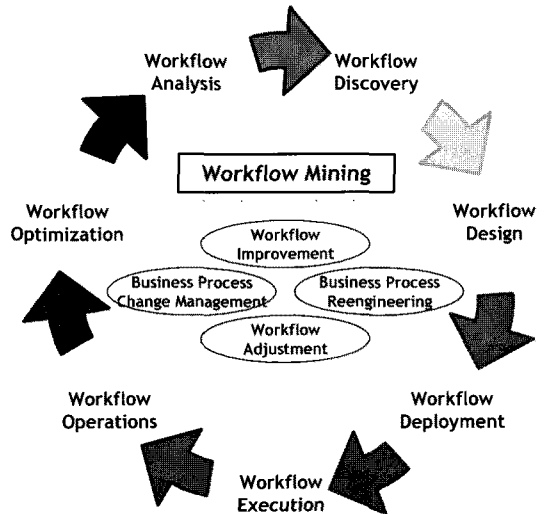 Workflow
Analysis
Workflow
Discovery
Workflow Mining
Workflow
Optimization
Workflow
Design
Workflow
Improvement
Business Process
Change Management
Business Process
Reengineering
Workflow
Adjustment
Workflow
Operations
Workflow
Deployment
Workflow
Execution